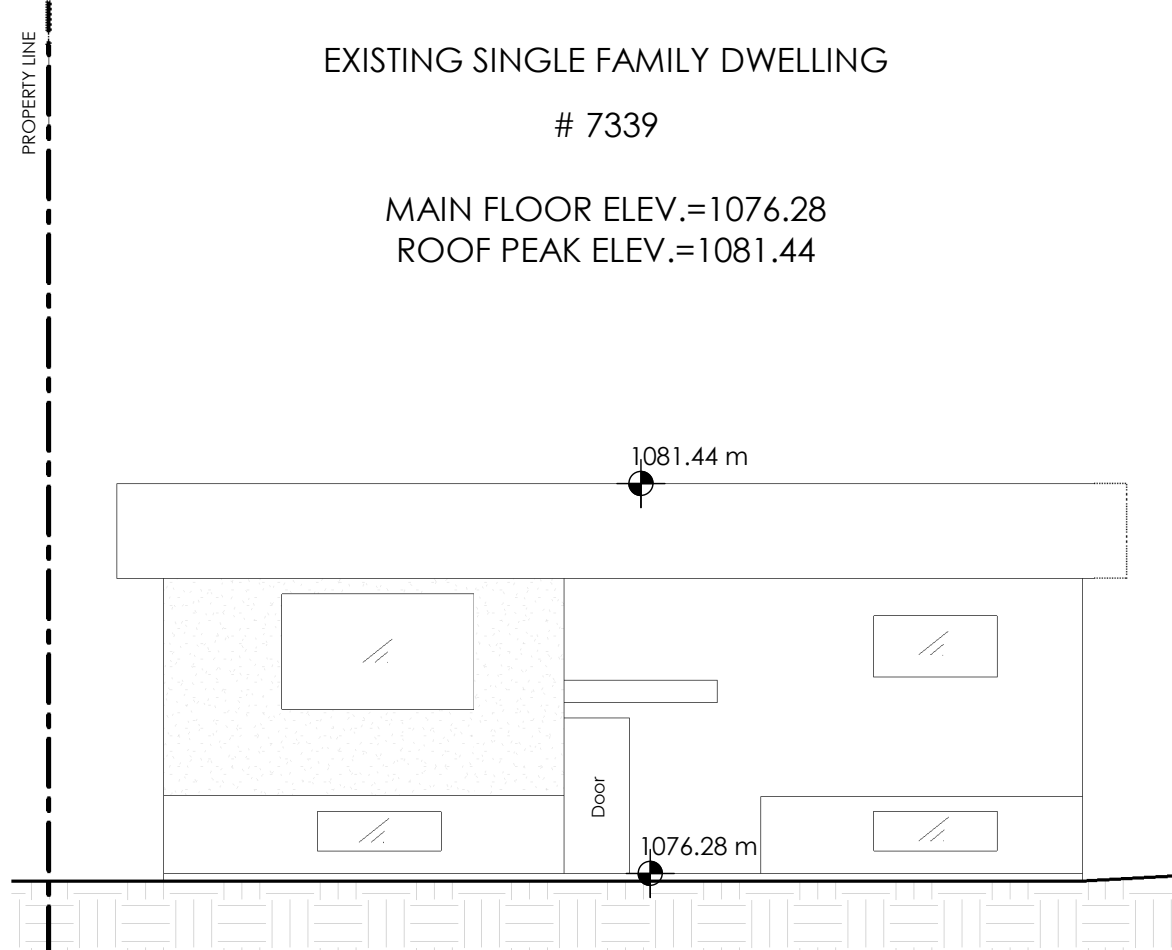 PROPERTY LINE
EXISTING SINGLE FAMILY DWELLING
# 7339
MAIN FLOOR ELEV.=1076.28
ROOF PEAK ELEV.=1081.44
1081.44 m
Door
1076.28 m